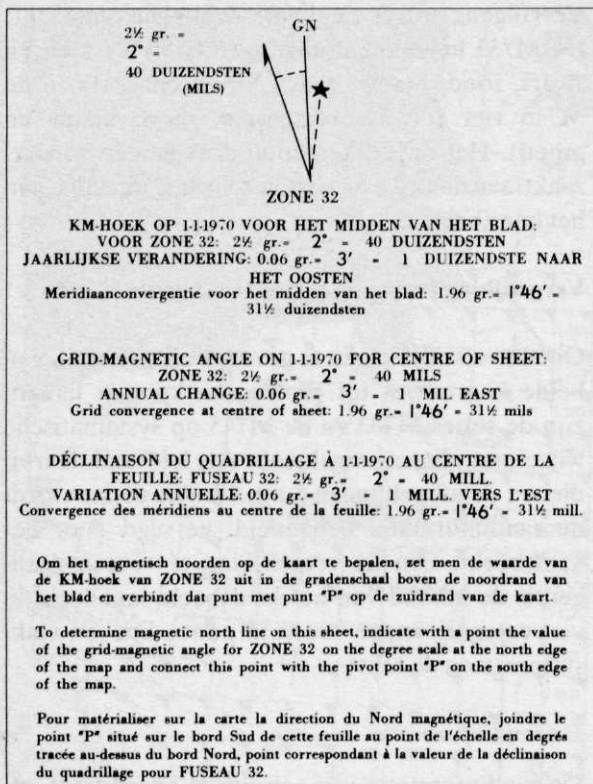 GN
2½ gr. =
2° =
40 DUIZENDSTEN
(MILS)
ZONE 32
KM-HOEK OP 1-1-1970 VOOR HET MIDDEN VAN HET BLAD:
VOOR ZONE 32: 2½ gr.= 2° = 40 DUIZENDSTEN
JAARLIJKSE VERANDERING: 0.06 gr.= 3′ = 1 DUIZENDSTE NAAR
HET OOSTEN
Meridiaanconvergentie voor het midden van het blad: 1.96 gr.= 1°46′ =
31½ duizendsten
GRID-MAGNETIC ANGLE ON 1-1-1970 FOR CENTRE OF SHEET:
ZONE 32: 2½ gr.= 2° = 40 MILS
ANNUAL CHANGE: 0.06 gr.= 3′ = 1 MIL EAST
Grid convergence at centre of sheet: 1.96 gr.= 1°46′ = 31½ mils
DÉCLINAISON DU QUADRILLAGE À 1-1-1970 AU CENTRE DE LA
FEUILLE: FUSEAU 32: 2½ gr.= 2° = 40 MILL.
VARIATION ANNUELLE: 0.06 gr.= 3′ = 1 MILL. VERS L'EST
Convergence des méridiens au centre de la feuille: 1.96 gr.= 1°46′ = 31½ mill.
Om het magnetisch noorden op de kaart te bepalen, zet men de waarde van
de KM-hoek van ZONE 32 uit in de gradenschaal boven de noordrand van
het blad en verbindt dat punt met punt "P" op de zuidrand van de kaart.
To determine magnetic north line on this sheet, indicate with a point the value
of the grid-magnetic angle for ZONE 32 on the degree scale at the north edge
of the map and connect this point with the pivot point "P" on the south edge
of the map.
Pour matérialiser sur la carte la direction du Nord magnétique, joindre le
point "P" situé sur le bord Sud de cette feuille au point de l'échelle en degrés
tracée au-dessus du bord Nord, point correspondant à la valeur de la déclinaison
du quadrillage pour FUSEAU 32.